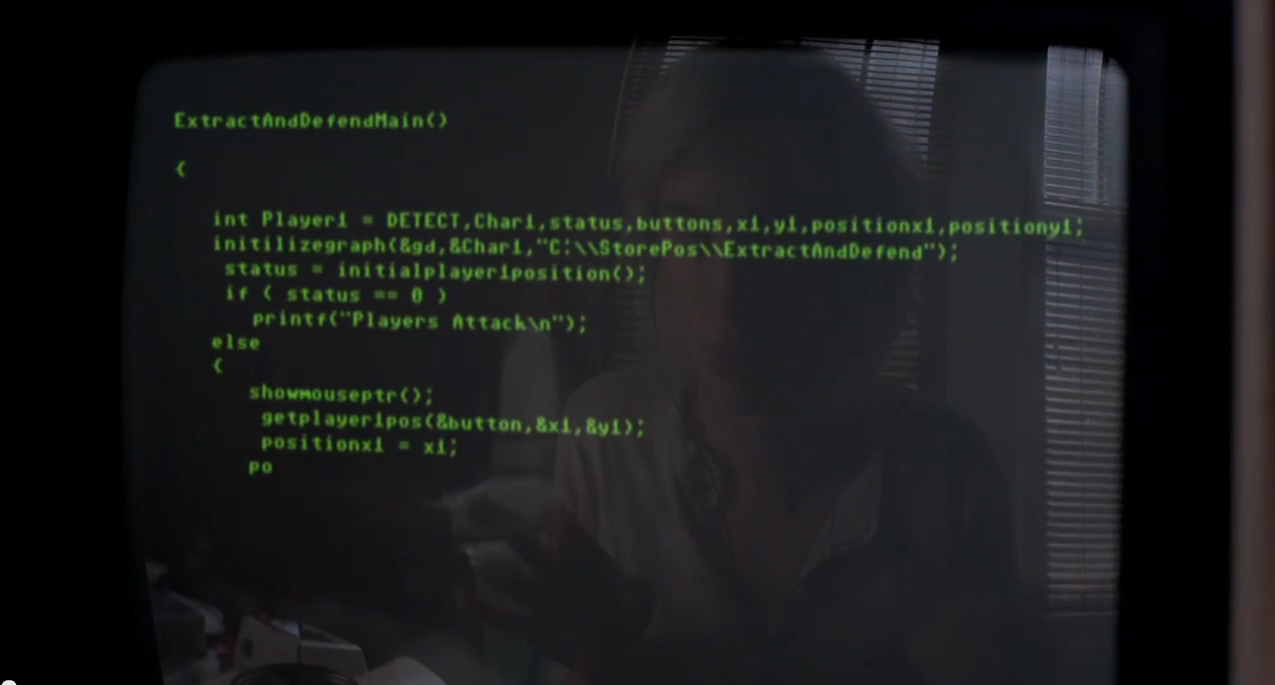 ExtractAndDefendMain()
{
int Player1 = DETECT,Char1,status,buttons,x1,y1,positionx1,positiony1;
initilizegraph(&gd,&Char1,"C:\\StorePos\\ExtractAndDefend");
status = initialplayer1position();
if ( status == 0 )
printf("Players Attack\n");
else
{
showmouseptr();
getplayer1pos(&button,&x1,&y1);
positionx1 = x1;
po